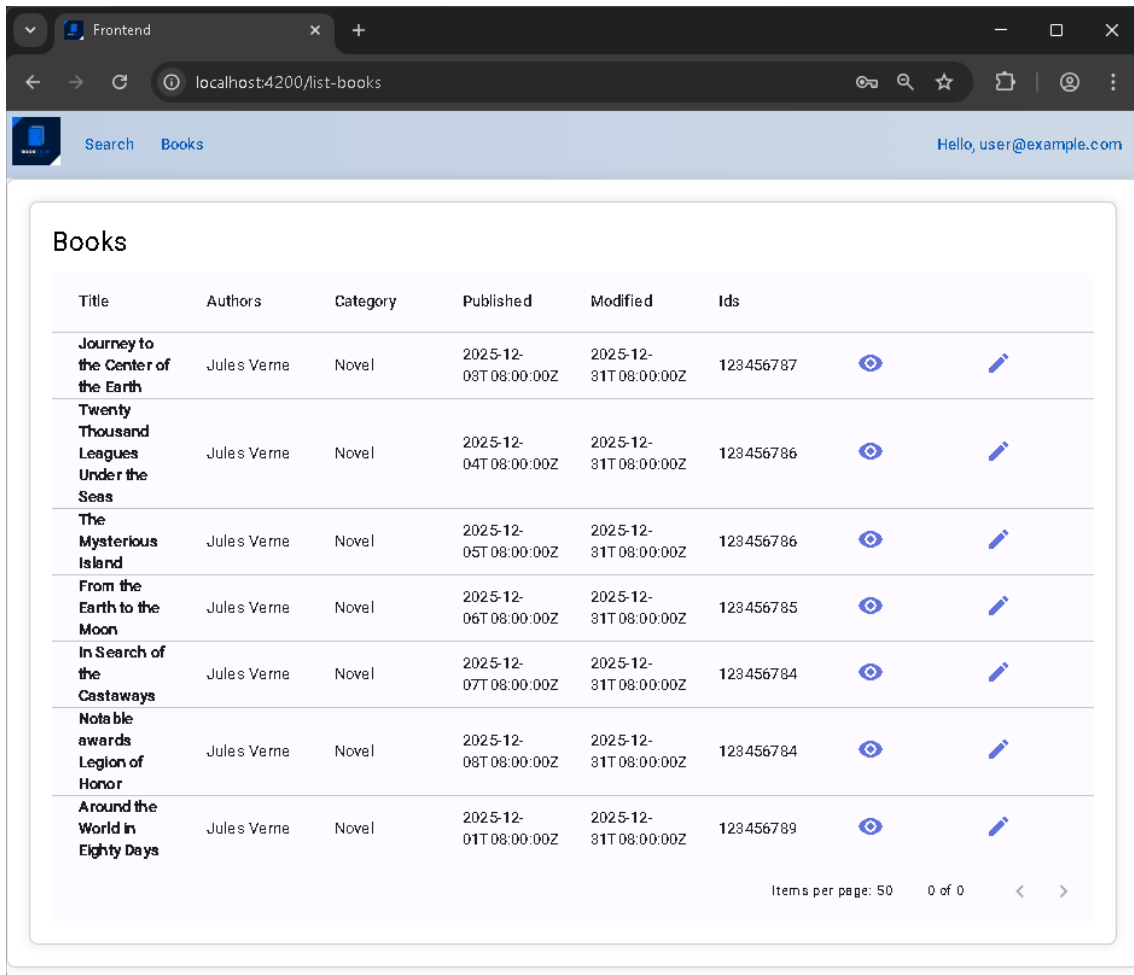 Frontend
localhost:4200/list-books
Search Books Hello, user@example.com
Books
Title Authors Category Published Modified Ids
Journey to
the Center of
the Earth
Jules Verne Novel
2025-12-
03T08:00:00Z
2025-12-
31T08:00:00Z
123456787
Twenty
Thousand
Leagues
Under the
Seas
Jules Verne Novel
2025-12-
04T08:00:00Z
2025-12-
31T08:00:00Z
123456786
The
Mysterious
Island
Jules Verne Novel
2025-12-
05T08:00:00Z
2025-12-
31T08:00:00Z
123456786
From the
Earth to the
Moon
Jules Verne Novel
2025-12-
06T08:00:00Z
2025-12-
31T08:00:00Z
123456785
In Search of
the
Castaways
Jules Verne Novel
2025-12-
07T08:00:00Z
2025-12-
31T08:00:00Z
123456784
Notable
awards
Legion of
Honor
Jules Verne Novel
2025-12-
08T08:00:00Z
2025-12-
31T08:00:00Z
123456784
Around the
World in
Eighty Days
Jules Verne Novel
2025-12-
01T08:00:00Z
2025-12-
31T08:00:00Z
123456789
Items per page: 50 0 of 0